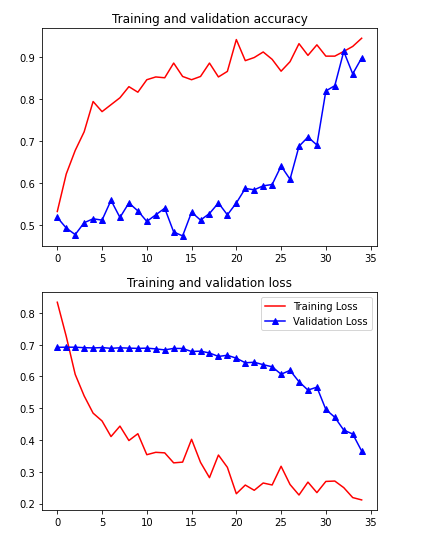 Training and validation accuracy
0.9
0.8
0.7
0.6
0.5
0 5 10 15 20 25 30 35
Training and validation loss
Training Loss
Validation Loss
0.8
0.7
0.6
0.5
0.4
0.3
0.2
0 5 10 15 20 25 30 35